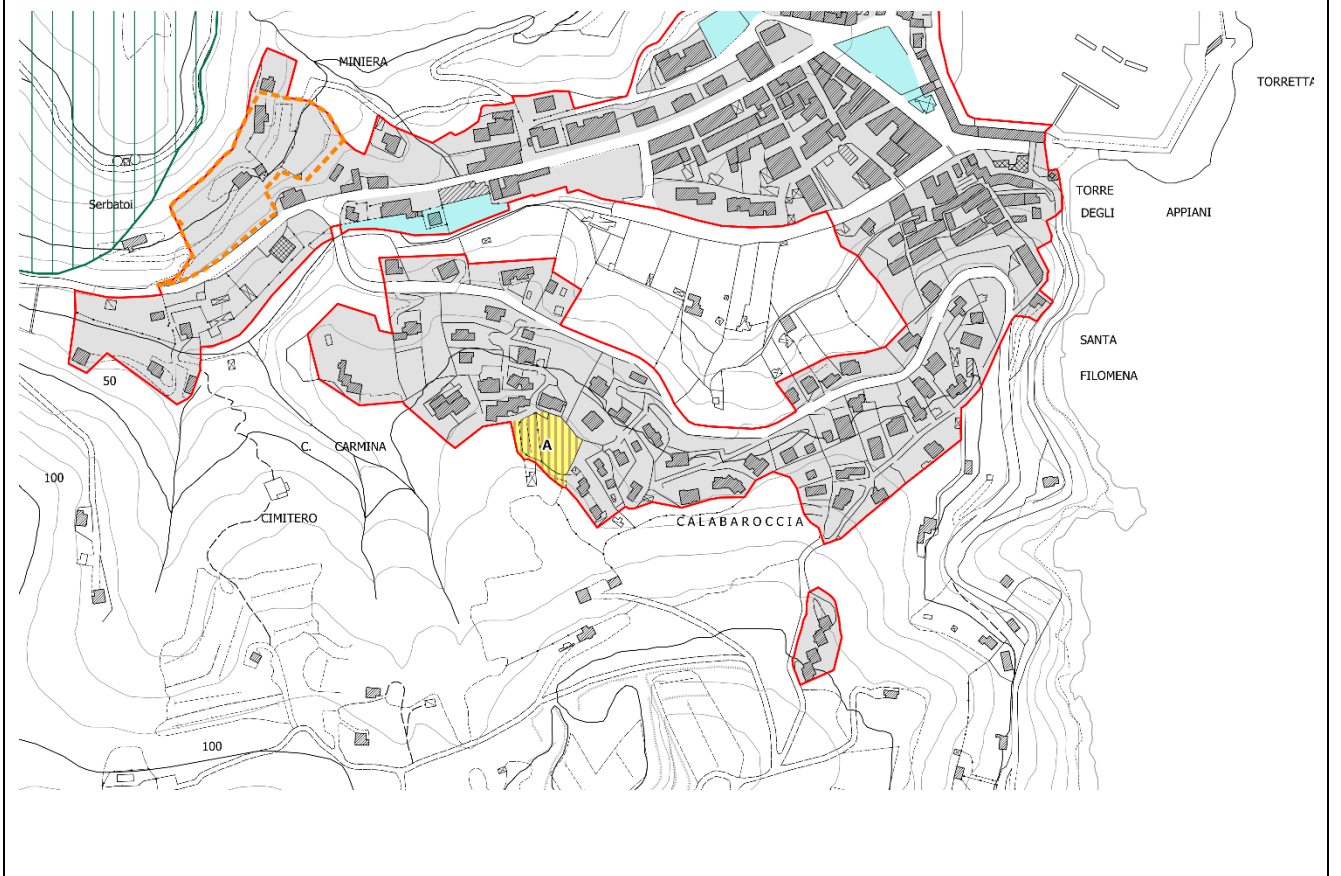 MINIERA
TORRETTA
Serbatoi
TORRE
DEGLI APPIANI
SANTA
FILOMENA
50
A
C. CARMINA
100
CIMITERO
CALABAROCCIA
100